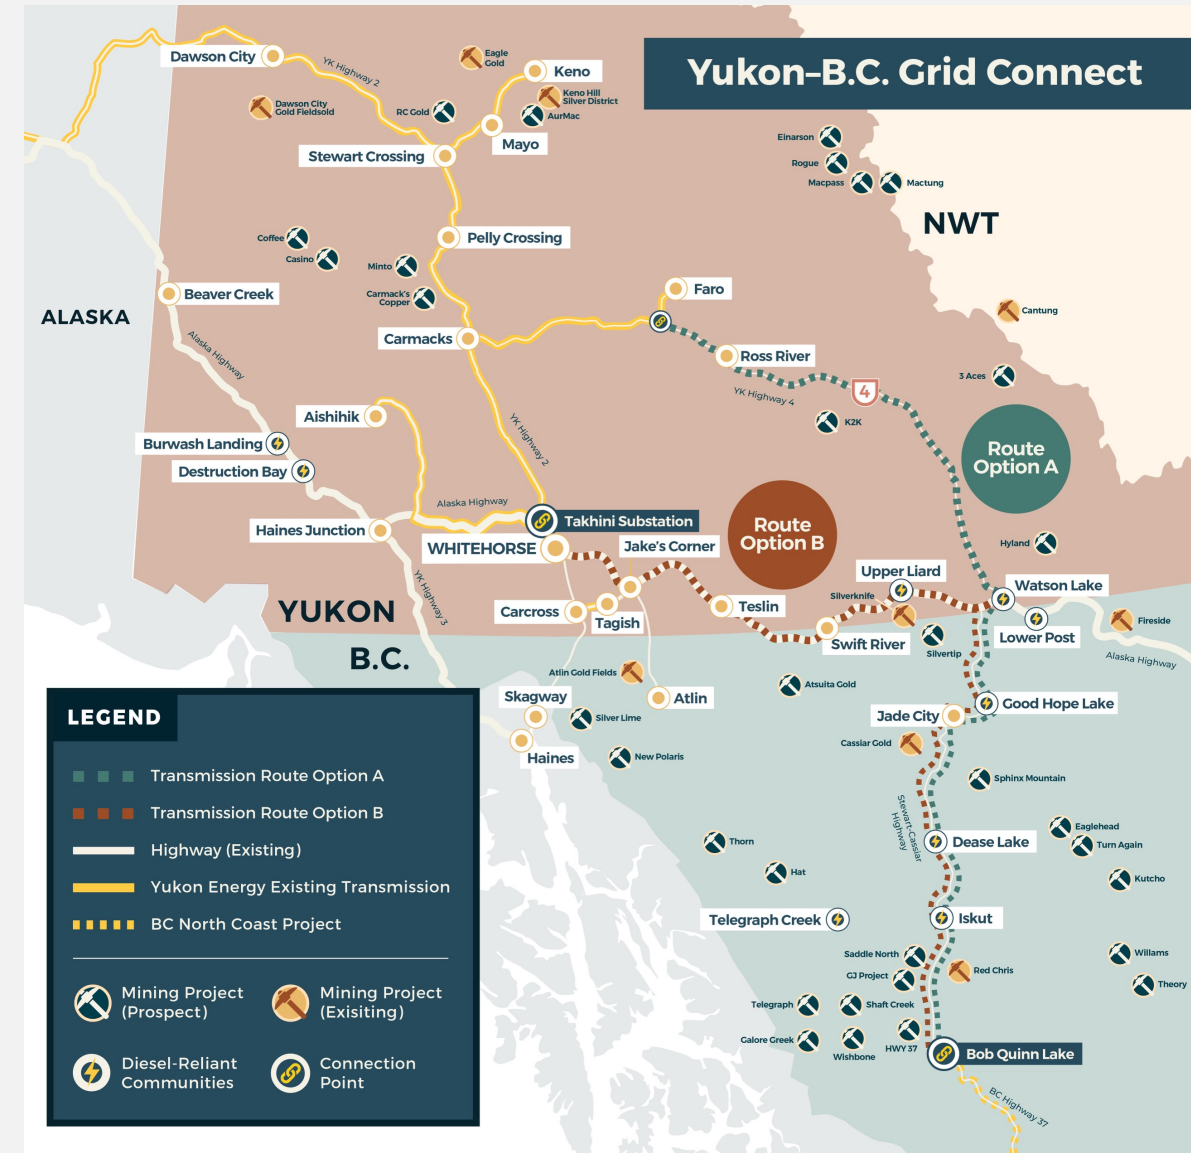 Yukon–B.C. Grid Connect
Dawson City
YK Highway 2
Eagle
Gold
Keno
Dawson City
Gold Fieldsold
RC Gold
Keno Hill
Silver District
AurMac
Mayo
Stewart Crossing
Einarson
Rogue
Macpass
Mactung
NWT
Coffee
Casino
Pelly Crossing
Minto
Carmack's
Copper
Beaver Creek
ALASKA
Faro
Cantung
Carmacks
Alaska Highway
Ross River
YK Highway 4
4
3 Aces
K2K
Aishihik
YK Highway 2
Route
Option A
Burwash Landing
Destruction Bay
Alaska Highway
Haines Junction
Takhini Substation
WHITEHORSE
Jake's Corner
Route
Option B
Hyland
YK Highway 3
YUKON
B.C.
Carcross
Tagish
Teslin
Silverknife
Upper Liard
Watson Lake
Lower Post
Fireside
Swift River
Silvertip
Alaska Highway
Atlin Gold Fields
Atsuita Gold
Atlin
Skagway
Silver Lime
Haines
New Polaris
Good Hope Lake
Jade City
Cassiar Gold
Sphinx Mountain
Stewart-Cassiar
Highway
Thorn
Hat
Dease Lake
Eaglehead
Turn Again
Kutcho
Telegraph Creek
Iskut
Saddle North
GJ Project
Red Chris
Willams
Theory
Telegraph
Shaft Creek
Galore Greek
Wishbone
HWY 37
Bob Quinn Lake
BC Highway 37
LEGEND
Transmission Route Option A
Transmission Route Option B
Highway (Existing)
Yukon Energy Existing Transmission
BC North Coast Project
Mining Project
(Prospect)
Mining Project
(Exisiting)
Diesel-Reliant
Communities
Connection
Point